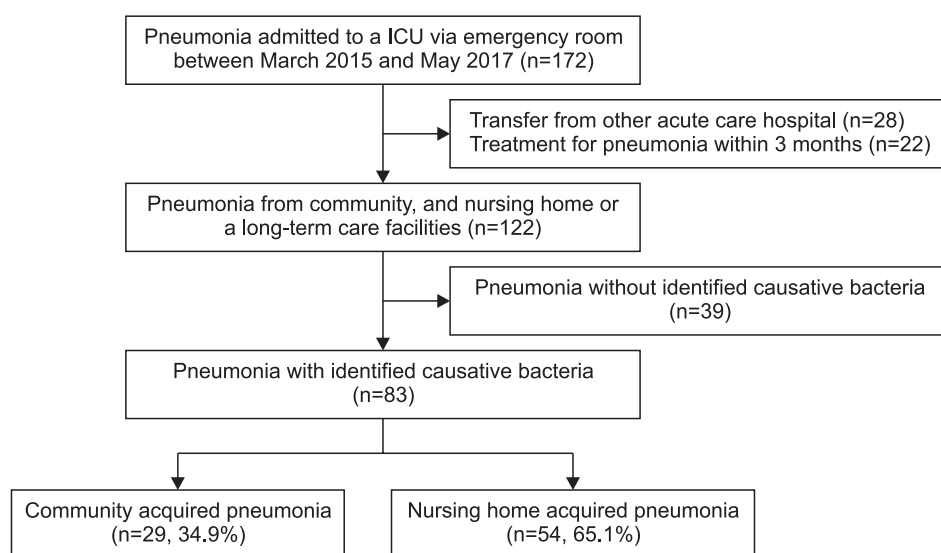 Pneumonia admitted to a ICU via emergency room
between March 2015 and May 2017 (n=172)
Transfer from other acute care hospital (n=28)
Treatment for pneumonia within 3 months (n=22)
Pneumonia from community, and nursing home or
a long-term care facilities (n=122)
Pneumonia without identified causative bacteria
(n=39)
Pneumonia with identified causative bacteria
(n=83)
Community acquired pneumonia
(n=29, 34.9%)
Nursing home acquired pneumonia
(n=54, 65.1%)